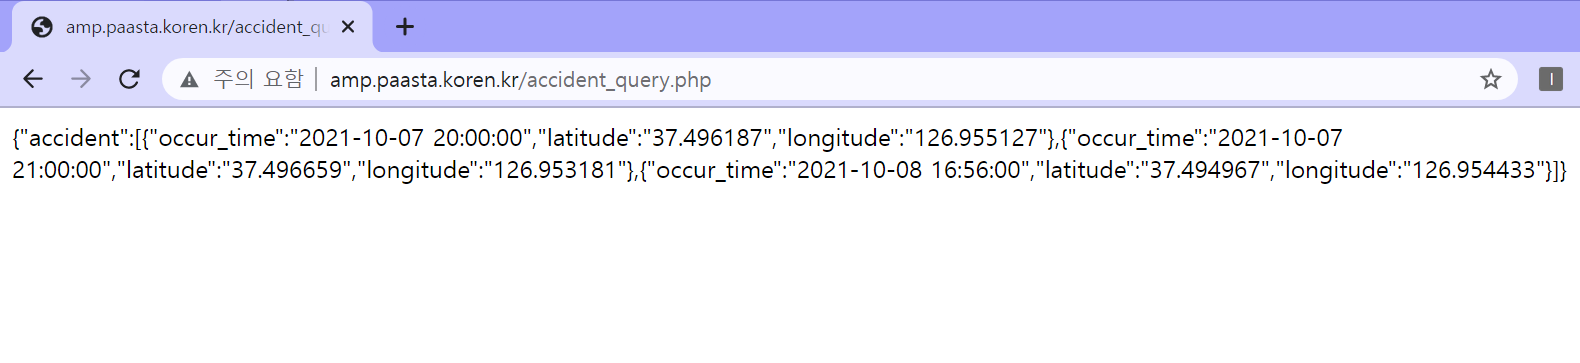 amp.paasta.koren.kr/accident_qu
주의 요함 | amp.paasta.koren.kr/accident_query.php
I
{"accident":[{"occur_time":"2021-10-07 20:00:00","latitude":"37.496187","longitude":"126.955127"},{"occur_time":"2021-10-07
21:00:00","latitude":"37.496659","longitude":"126.953181"},{"occur_time":"2021-10-08 16:56:00","latitude":"37.494967","longitude":"126.954433"}]}